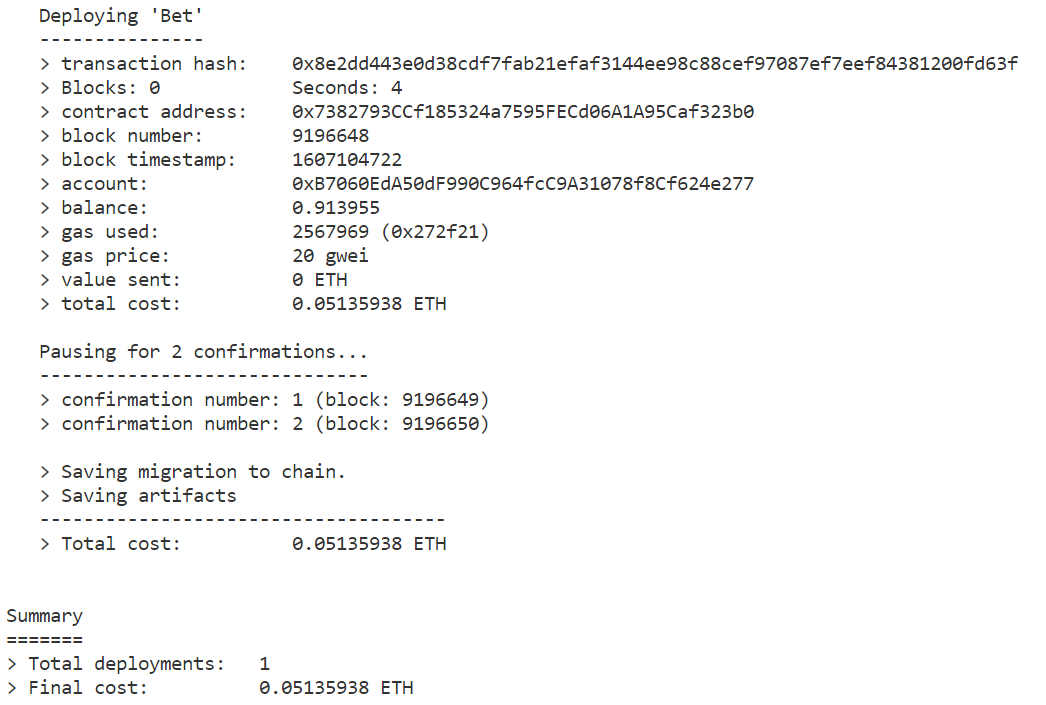 Deploying 'Bet'
---------------
> transaction hash:    0x8e2dd443e0d38cdf7fab21efaf3144ee98c88cef97087ef7eef84381200fd63f
> Blocks: 0            Seconds: 4
> contract address:    0x7382793CCf185324a7595FECd06A1A95Caf323b0
> block number:        9196648
> block timestamp:     1607104722
> account:             0xB7060EdA50dF990C964fcC9A31078f8Cf624e277
> balance:             0.913955
> gas used:            2567969 (0x272f21)
> gas price:           20 gwei
> value sent:          0 ETH
> total cost:          0.05135938 ETH
Pausing for 2 confirmations...
------------------------------
> confirmation number: 1 (block: 9196649)
> confirmation number: 2 (block: 9196650)
> Saving migration to chain.
> Saving artifacts
-------------------------------------
> Total cost:          0.05135938 ETH
Summary
=======
> Total deployments:   1
> Final cost:          0.05135938 ETH